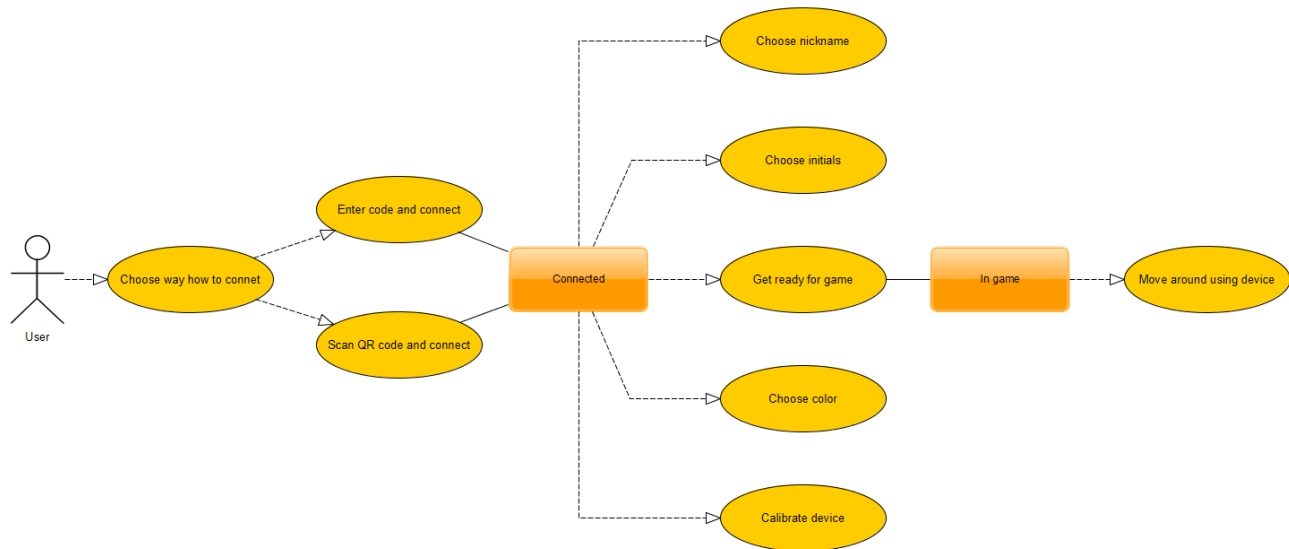 Choose nickname
Choose initials
Enter code and connect
Choose way how to connet
Connected
Get ready for game
In game
Move around using device
User
Scan QR code and connect
Choose color
Calibrate device